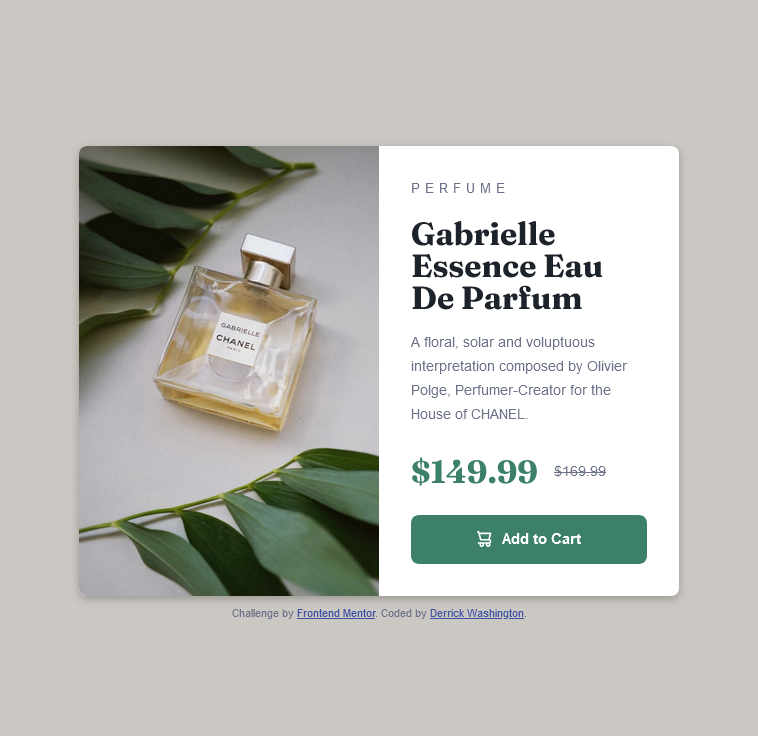 GABRIELLE
CHANEL
PARIS
PERFUME
Gabrielle
Essence Eau
De Parfum
A floral, solar and voluptuous
interpretation composed by Olivier
Polge, Perfumer-Creator for the
House of CHANEL.
$149.99 $169.99
Add to Cart
Challenge by Frontend Mentor. Coded by Derrick Washington.